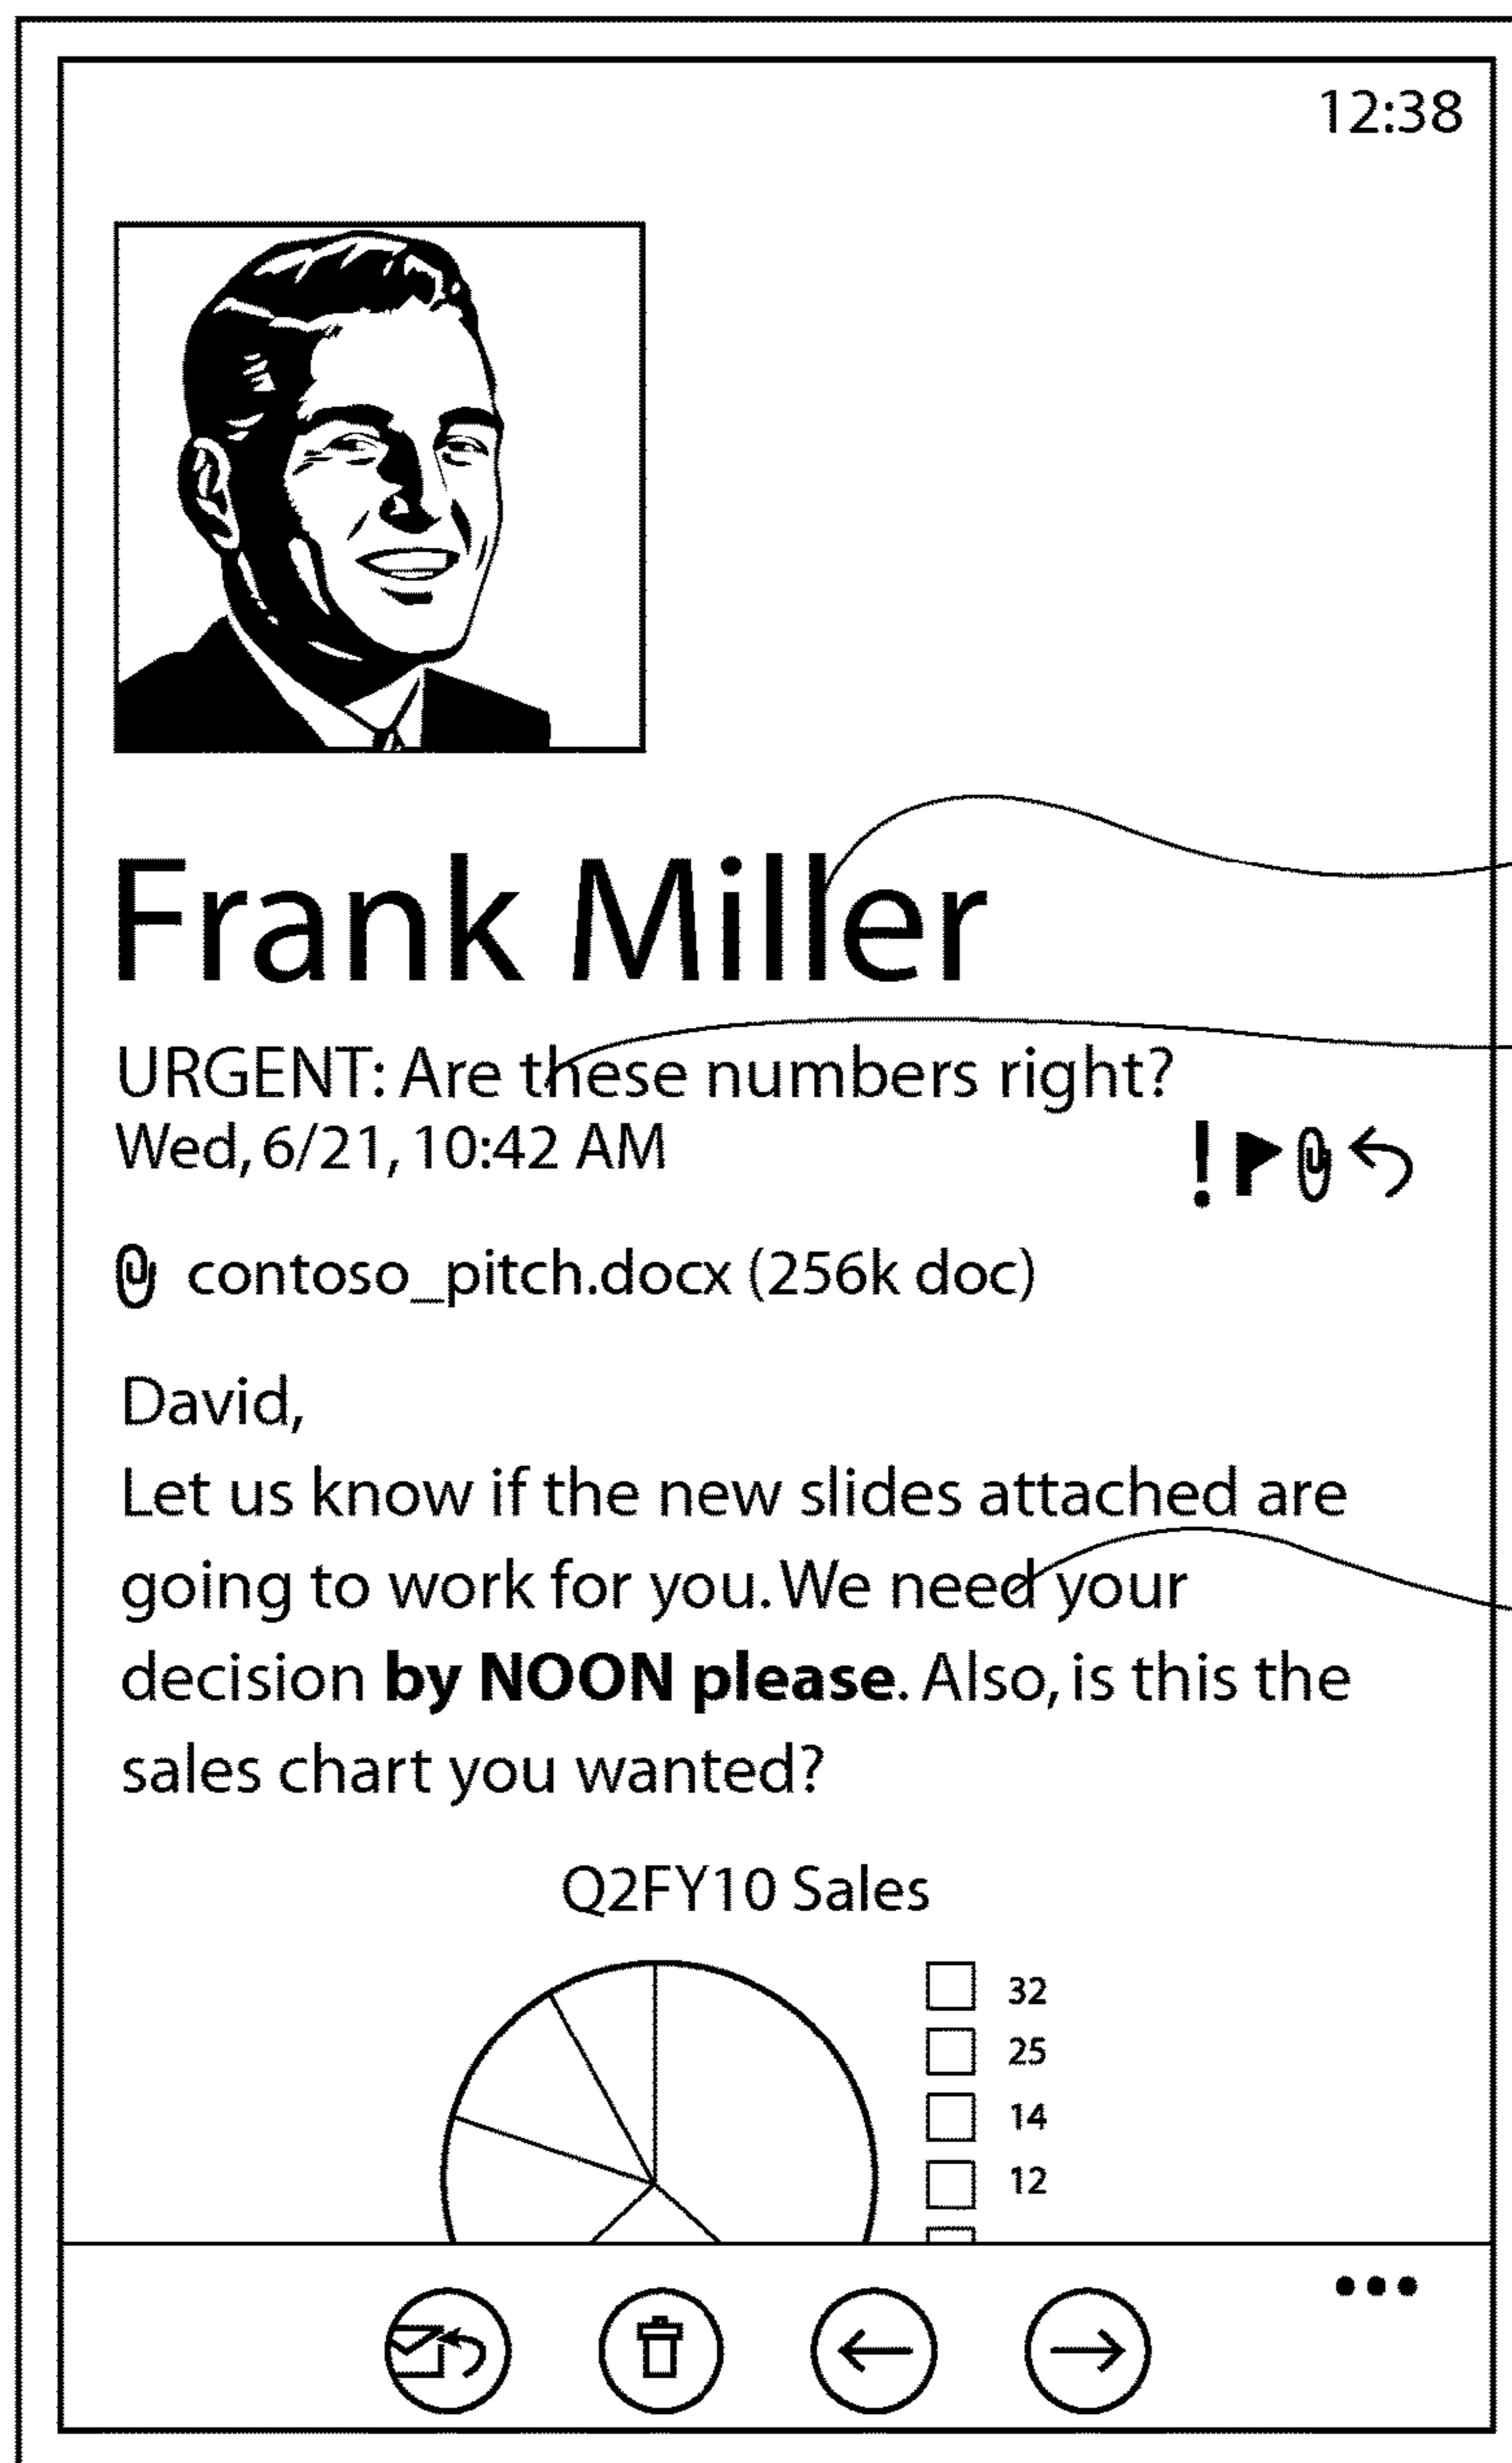 12:38
Frank Miller
URGENT: Are these numbers right?
Wed, 6/21, 10:42 AM
contoso_pitch.docx (256k doc)
David,
Let us know if the new slides attached are
going to work for you. We need your
decision by NOON please. Also, is this the
sales chart you wanted?
Q2FY10 Sales
32
25
14
12